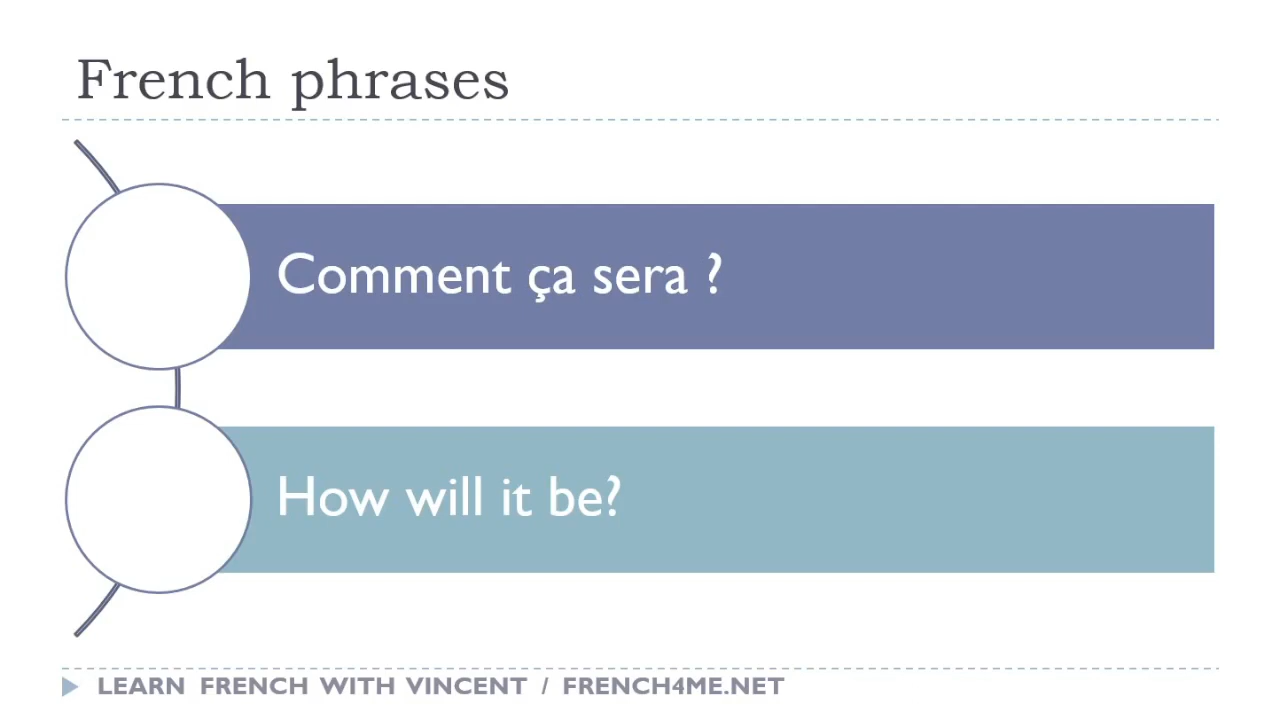 French phrases
Comment ça sera ?
How will it be?
LEARN FRENCH WITH VINCENT / FRENCH4ME.NET